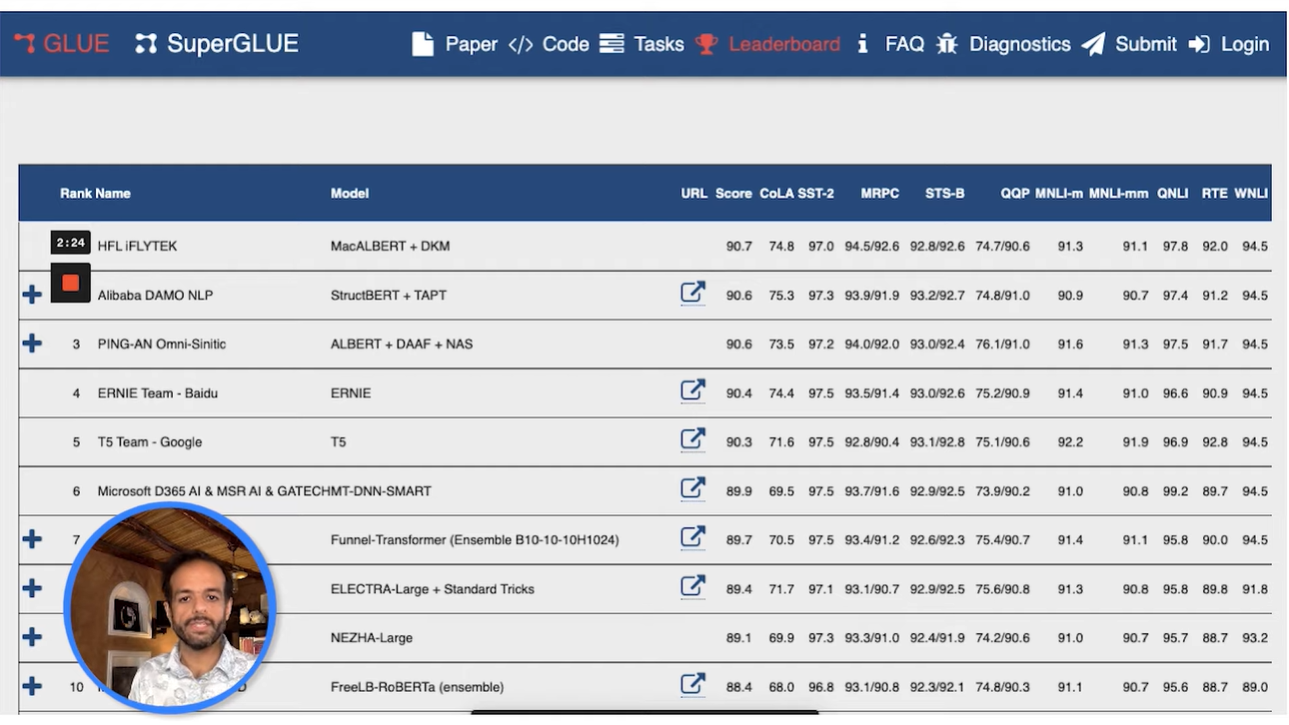 GLUE SuperGLUE Paper </> Code Tasks Leaderboard i FAQ Diagnostics Submit Login
Rank Name Model URL Score CoLA SST-2 MRPC STS-B QQP MNLI-m MNLI-mm QNLI RTE WNLI
2:24 HFL iFLYTEK MacALBERT + DKM 90.7 74.8 97.0 94.5/92.6 92.8/92.6 74.7/90.6 91.3 91.1 97.8 92.0 94.5
Alibaba DAMO NLP StructBERT + TAPT 90.6 75.3 97.3 93.9/91.9 93.2/92.7 74.8/91.0 90.9 90.7 97.4 91.2 94.5
3 PING-AN Omni-Sinitic ALBERT + DAAF + NAS 90.6 73.5 97.2 94.0/92.0 93.0/92.4 76.1/91.0 91.6 91.3 97.5 91.7 94.5
4 ERNIE Team - Baidu ERNIE 90.4 74.4 97.5 93.5/91.4 93.0/92.6 75.2/90.9 91.4 91.0 96.6 90.9 94.5
5 T5 Team - Google T5 90.3 71.6 97.5 92.8/90.4 93.1/92.8 75.1/90.6 92.2 91.9 96.9 92.8 94.5
6 Microsoft D365 AI & MSR AI & GATECHMT-DNN-SMART 89.9 69.5 97.5 93.7/91.6 92.9/92.5 73.9/90.2 91.0 90.8 99.2 89.7 94.5
7 Funnel-Transformer (Ensemble B10-10-10H1024) 89.7 70.5 97.5 93.4/91.2 92.6/92.3 75.4/90.7 91.4 91.1 95.8 90.0 94.5
ELECTRA-Large + Standard Tricks 89.4 71.7 97.1 93.1/90.7 92.9/92.5 75.6/90.8 91.3 90.8 95.8 89.8 91.8
NEZHA-Large 89.1 69.9 97.3 93.3/91.0 92.4/91.9 74.2/90.6 91.0 90.7 95.7 88.7 93.2
10 FreeLB-RoBERTa (ensemble) 88.4 68.0 96.8 93.1/90.8 92.3/92.1 74.8/90.3 91.1 90.7 95.6 88.7 89.0